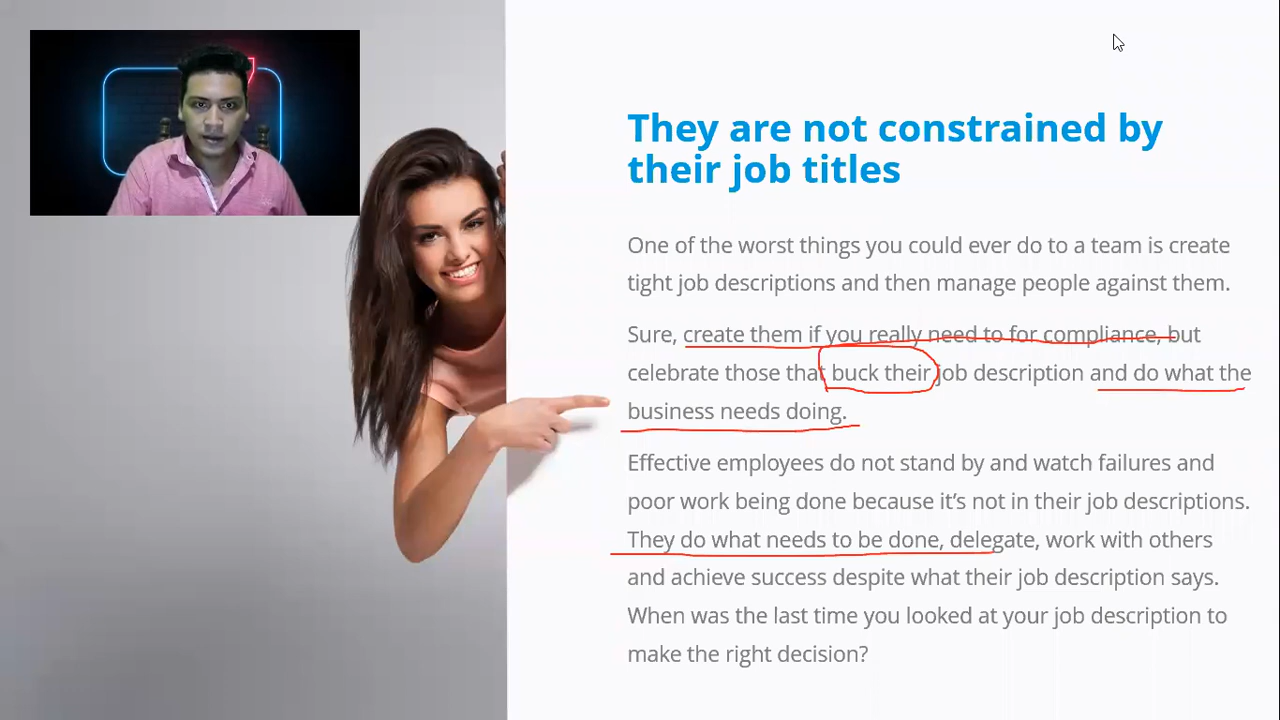 They are not constrained by
their job titles
One of the worst things you could ever do to a team is create
tight job descriptions and then manage people against them.
Sure, create them if you really need to for compliance, but
celebrate those that buck their job description and do what the
business needs doing.
Effective employees do not stand by and watch failures and
poor work being done because it’s not in their job descriptions.
They do what needs to be done, delegate, work with others
and achieve success despite what their job description says.
When was the last time you looked at your job description to
make the right decision?